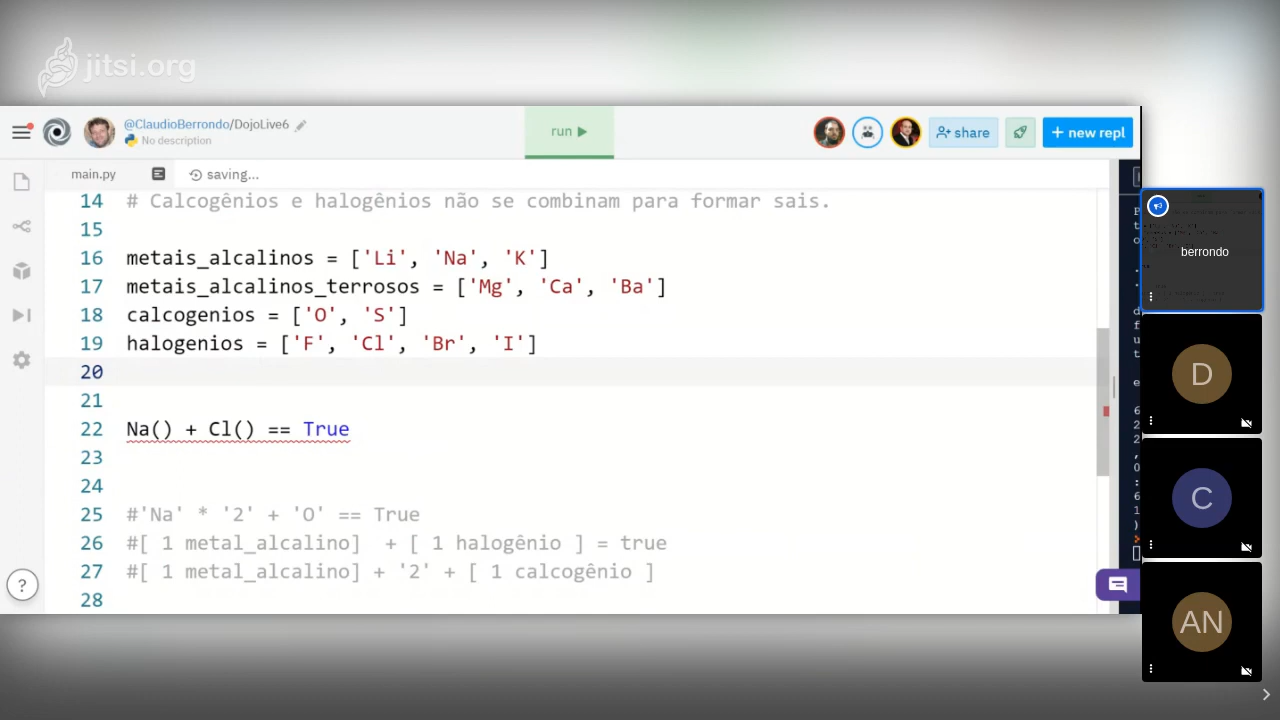 jitsi.org
@ClaudioBerrondo/DojoLive6
No description
run
share
+ new repl
main.py
saving...
14 # Calcogênios e halogênios não se combinam para formar sais.
15
16 metais_alcalinos = ['Li', 'Na', 'K']
17 metais_alcalinos_terrosos = ['Mg', 'Ca', 'Ba']
18 calcogenios = ['O', 'S']
19 halogenios = ['F', 'Cl', 'Br', 'I']
20
21
22 Na() + Cl() == True
23
24
25 #'Na' * '2' + 'O' == True
26 #[ 1 metal_alcalino]  + [ 1 halogênio ] = true
27 #[ 1 metal_alcalino] + '2' + [ 1 calcogênio ]
28
?
berrondo
D
C
AN